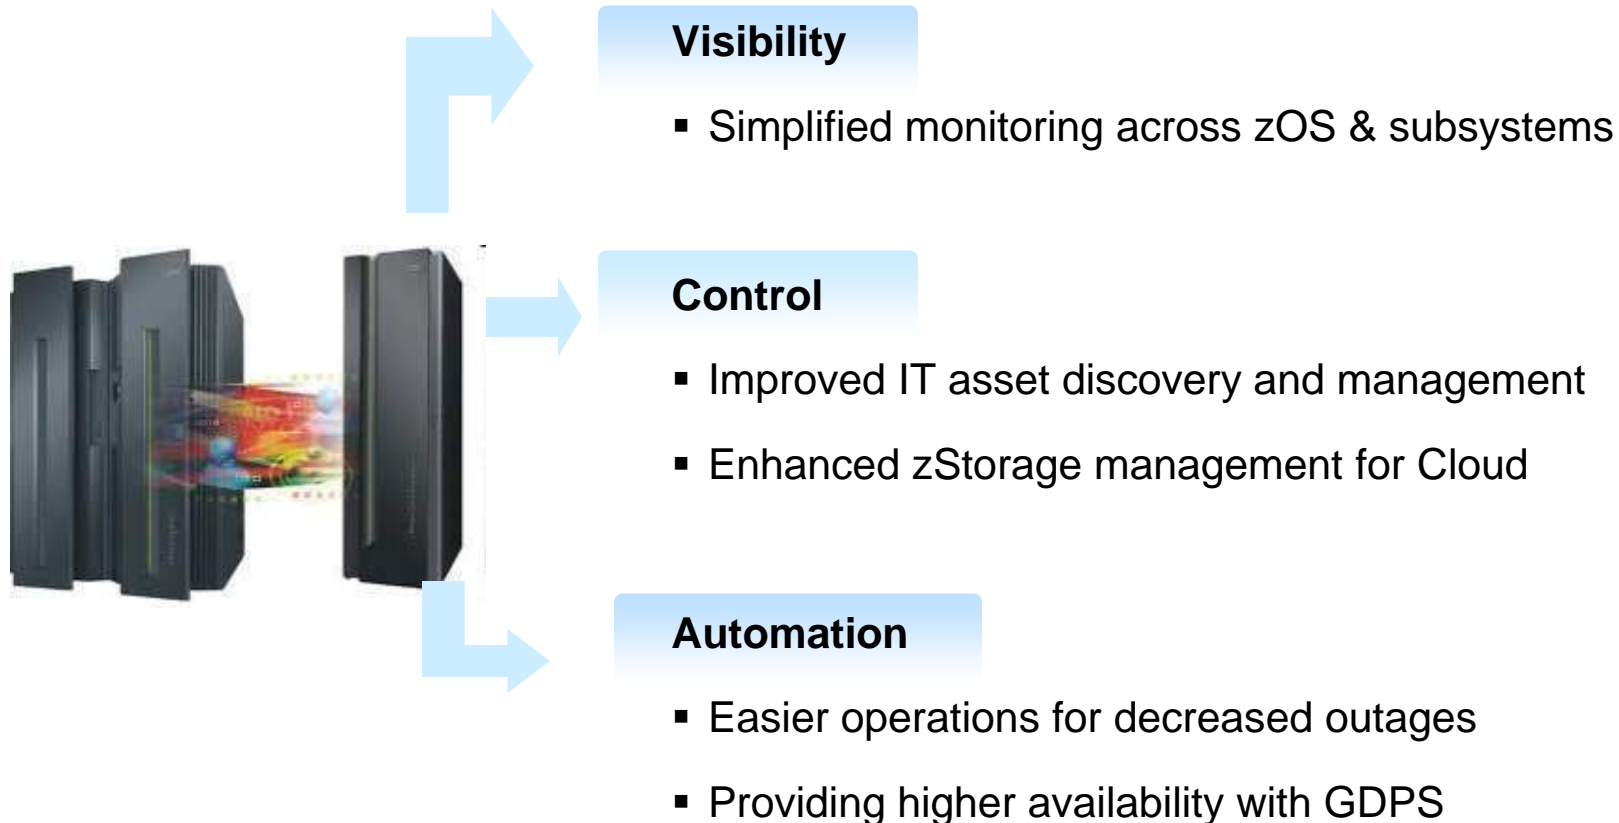 Visibility
▪ Simplified monitoring across zOS & subsystems
Control
▪ Improved IT asset discovery and management
▪ Enhanced zStorage management for Cloud
Automation
▪ Easier operations for decreased outages
▪ Providing higher availability with GDPS